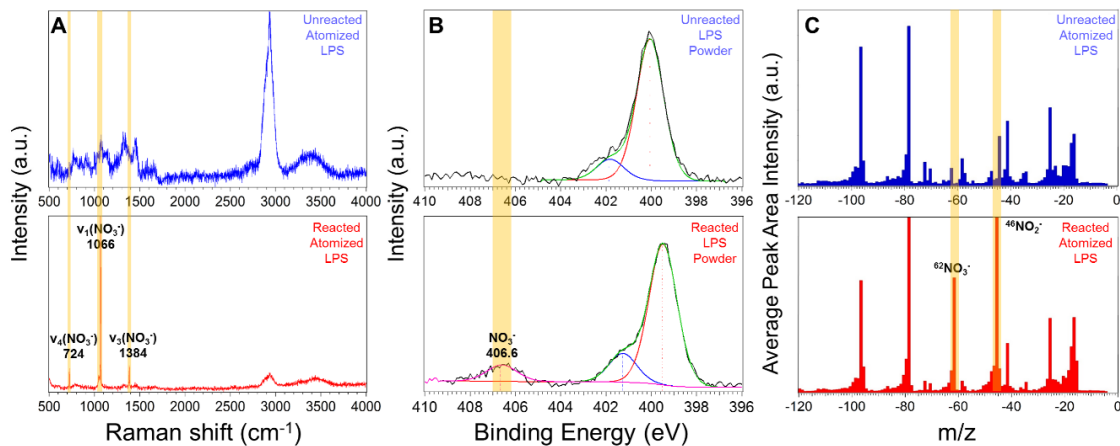 A
Unreacted
Atomized
LPS
Intensity (a.u.)
500 1000 1500 2000 2500 3000 3500 4000
ν₁(NO₃⁻)
1066
ν₄(NO₃⁻)
724
ν₃(NO₃⁻)
1384
Reacted
Atomized
LPS
500 1000 1500 2000 2500 3000 3500 4000
Raman shift (cm⁻¹)
B
Unreacted
LPS
Powder
Intensity (a.u.)
410 408 406 404 402 400 398 396
Reacted
LPS
Powder
NO₃⁻
406.6
410 408 406 404 402 400 398 396
Binding Energy (eV)
C
Unreacted
Atomized
LPS
Average Peak Area Intensity (a.u.)
-120 -100 -80 -60 -40 -20 0
⁴⁶NO₂⁻
⁶²NO₃⁻
Reacted
Atomized
LPS
-120 -100 -80 -60 -40 -20 0
m/z